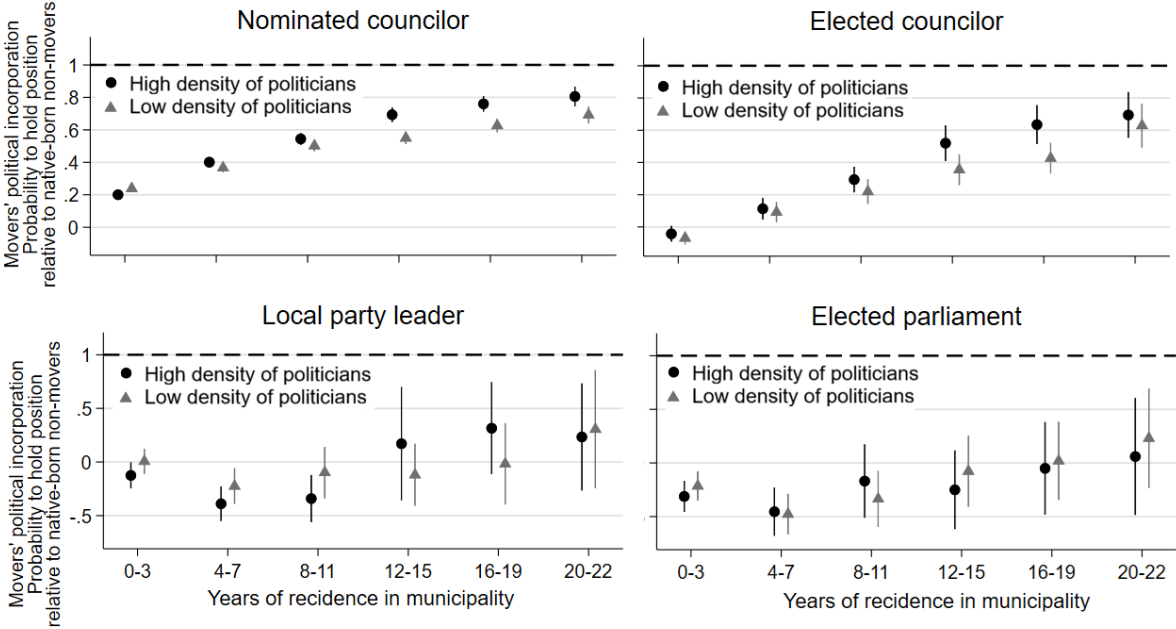 Nominated councilor
Movers' political incorporation
Probability to hold position
relative to native-born non-movers
1
.8
.6
.4
.2
0
High density of politicians
Low density of politicians
Elected councilor
High density of politicians
Low density of politicians
Local party leader
Movers' political incorporation
Probability to hold position
relative to native-born non-movers
1
.5
0
-.5
High density of politicians
Low density of politicians
0-3 4-7 8-11 12-15 16-19 20-22
Years of recidence in municipality
Elected parliament
High density of politicians
Low density of politicians
0-3 4-7 8-11 12-15 16-19 20-22
Years of recidence in municipality